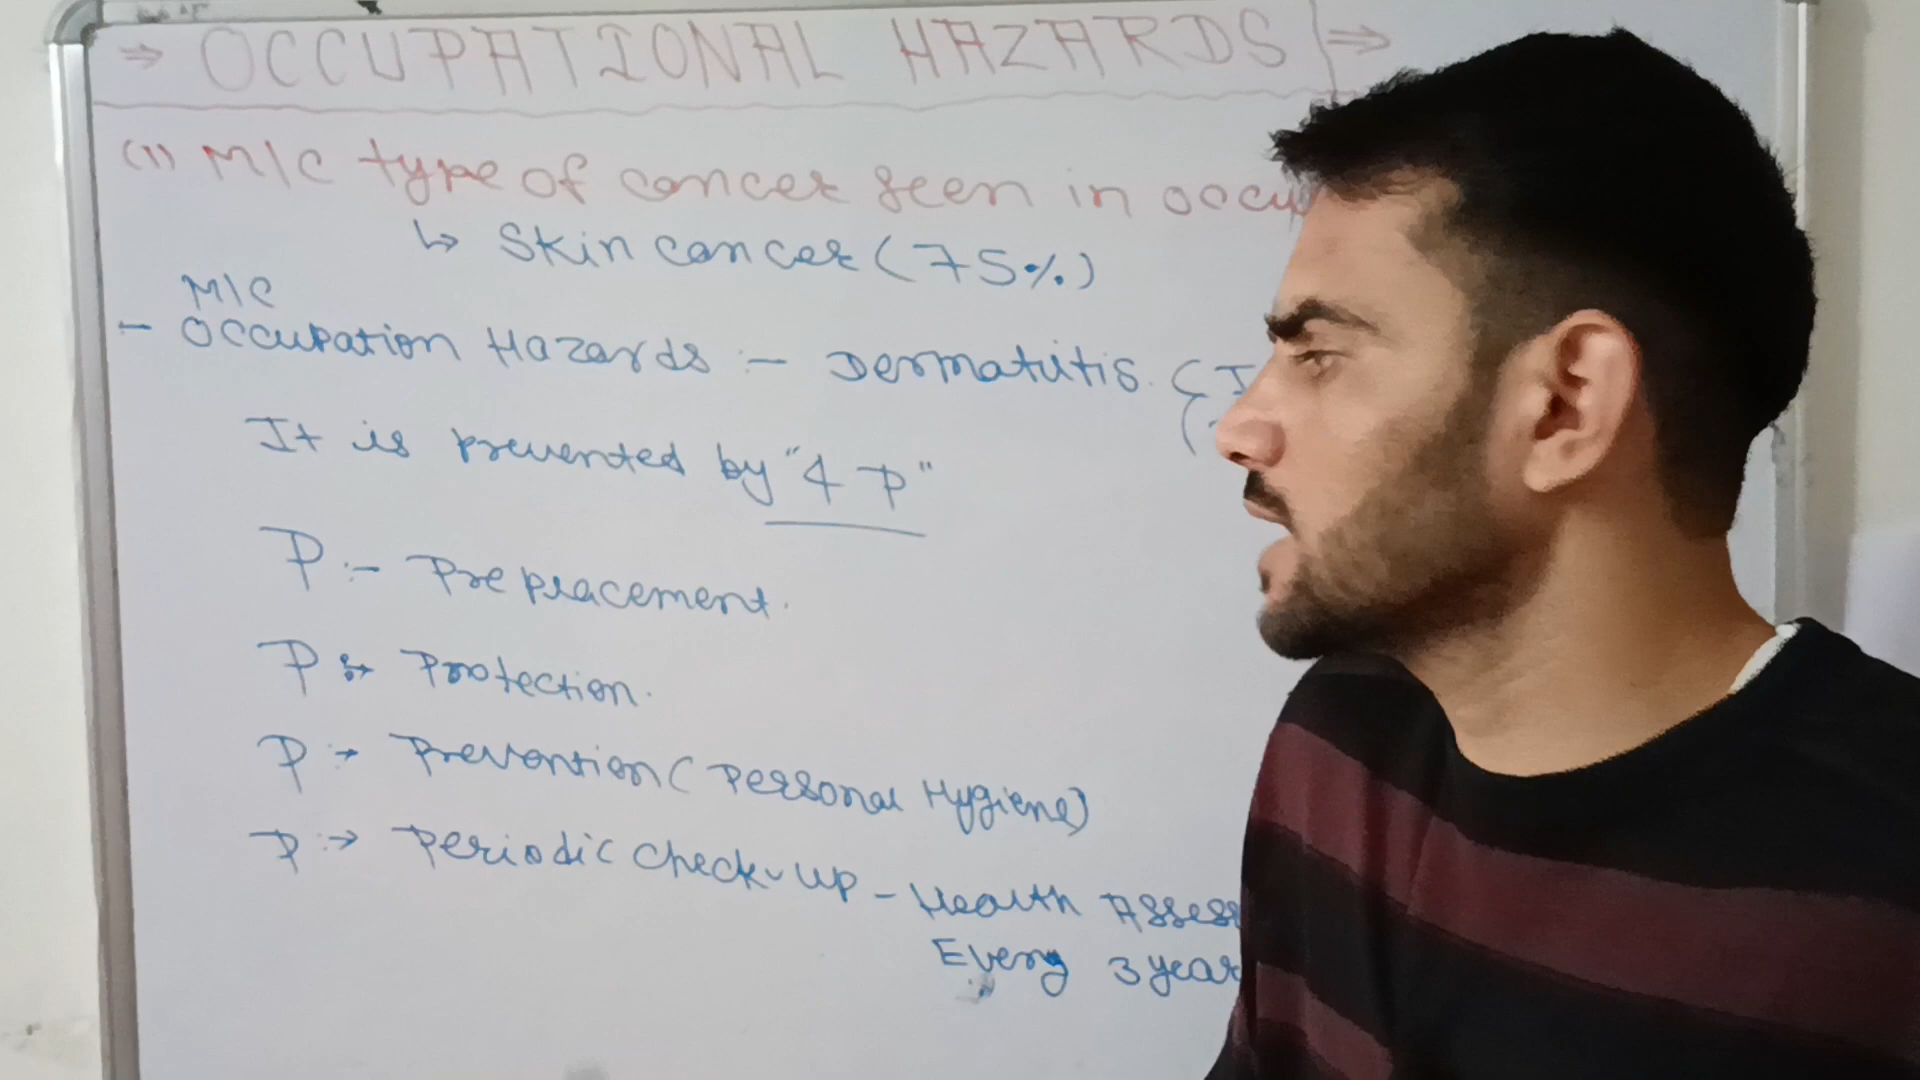 ⇒ OCCUPATIONAL HAZARDS ⇒
(1) M/C type of cancer seen in occu
↳ Skin cancer (75%)
M/C
- Occupation Hazards :- Dermatitis. {I
It is prevented by "4 P"
P :- Preplacement.
P :→ Protection.
P :→ Prevention (Personal Hygiene)
P :→ Periodic check-up - Health Assess
Every 3 year